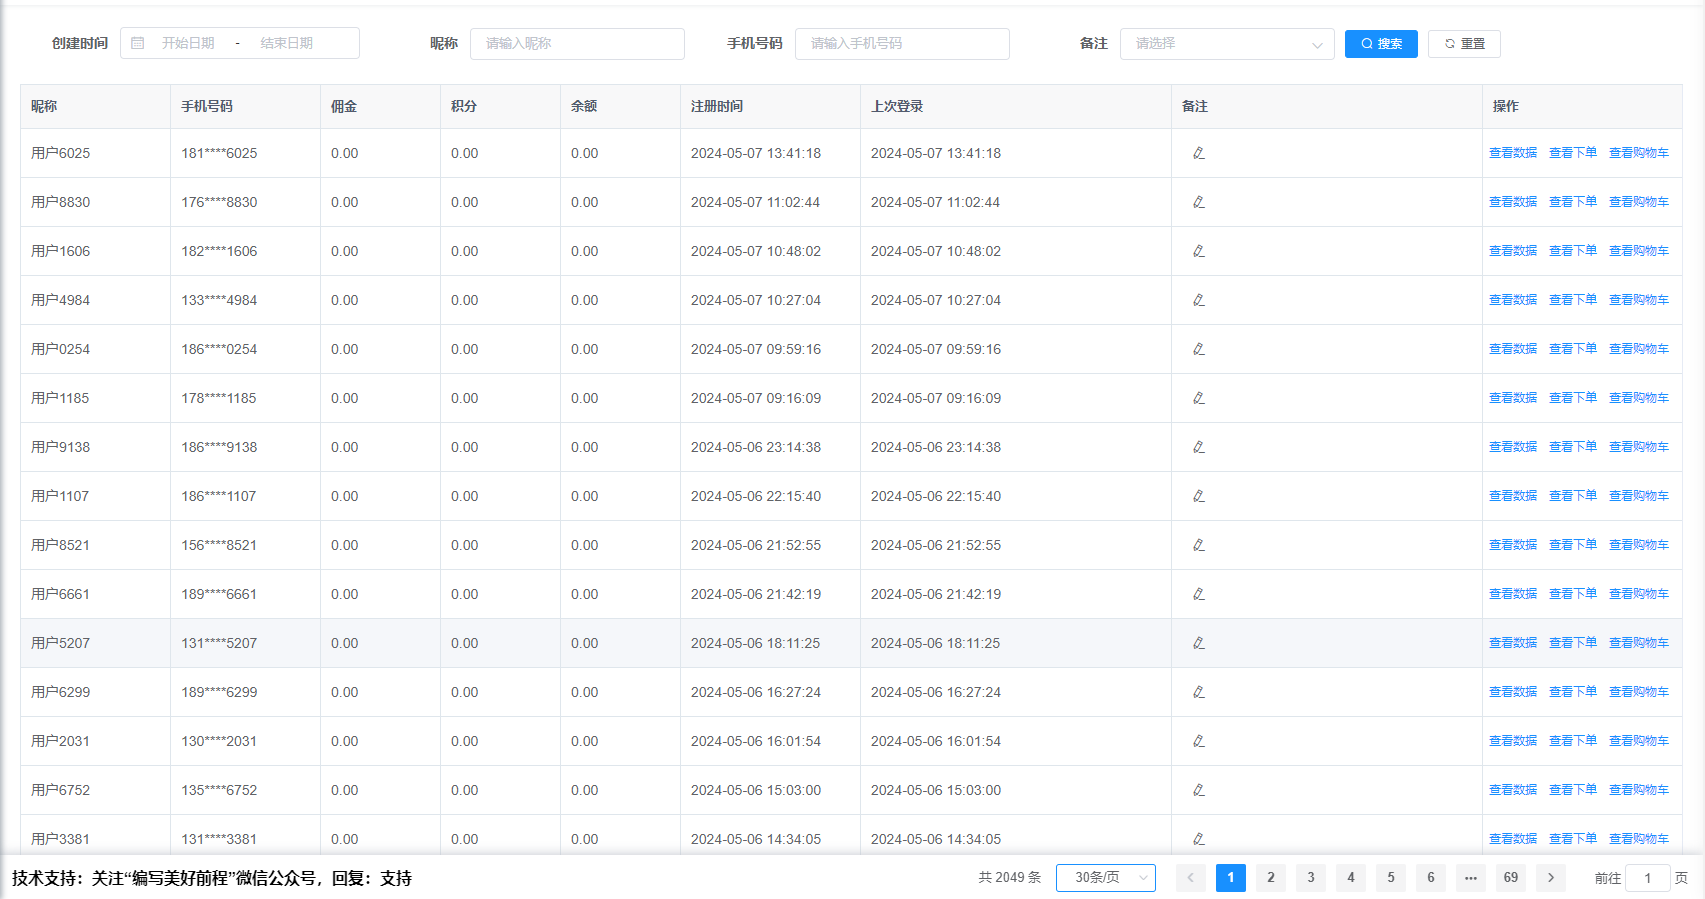 创建时间 开始日期 - 结束日期 昵称 请输入昵称 手机号码 请输入手机号码 备注 请选择 搜索 重置
昵称 手机号码 佣金 积分 余额 注册时间 上次登录 备注 操作
用户6025 181****6025 0.00 0.00 0.00 2024-05-07 13:41:18 2024-05-07 13:41:18 查看数据 查看下单 查看购物车
用户8830 176****8830 0.00 0.00 0.00 2024-05-07 11:02:44 2024-05-07 11:02:44 查看数据 查看下单 查看购物车
用户1606 182****1606 0.00 0.00 0.00 2024-05-07 10:48:02 2024-05-07 10:48:02 查看数据 查看下单 查看购物车
用户4984 133****4984 0.00 0.00 0.00 2024-05-07 10:27:04 2024-05-07 10:27:04 查看数据 查看下单 查看购物车
用户0254 186****0254 0.00 0.00 0.00 2024-05-07 09:59:16 2024-05-07 09:59:16 查看数据 查看下单 查看购物车
用户1185 178****1185 0.00 0.00 0.00 2024-05-07 09:16:09 2024-05-07 09:16:09 查看数据 查看下单 查看购物车
用户9138 186****9138 0.00 0.00 0.00 2024-05-06 23:14:38 2024-05-06 23:14:38 查看数据 查看下单 查看购物车
用户1107 186****1107 0.00 0.00 0.00 2024-05-06 22:15:40 2024-05-06 22:15:40 查看数据 查看下单 查看购物车
用户8521 156****8521 0.00 0.00 0.00 2024-05-06 21:52:55 2024-05-06 21:52:55 查看数据 查看下单 查看购物车
用户6661 189****6661 0.00 0.00 0.00 2024-05-06 21:42:19 2024-05-06 21:42:19 查看数据 查看下单 查看购物车
用户5207 131****5207 0.00 0.00 0.00 2024-05-06 18:11:25 2024-05-06 18:11:25 查看数据 查看下单 查看购物车
用户6299 189****6299 0.00 0.00 0.00 2024-05-06 16:27:24 2024-05-06 16:27:24 查看数据 查看下单 查看购物车
用户2031 130****2031 0.00 0.00 0.00 2024-05-06 16:01:54 2024-05-06 16:01:54 查看数据 查看下单 查看购物车
用户6752 135****6752 0.00 0.00 0.00 2024-05-06 15:03:00 2024-05-06 15:03:00 查看数据 查看下单 查看购物车
用户3381 131****3381 0.00 0.00 0.00 2024-05-06 14:34:05 2024-05-06 14:34:05 查看数据 查看下单 查看购物车
技术支持：关注“编写美好前程”微信公众号，回复：支持 共 2049 条 30条/页 < 1 2 3 4 5 6 ••• 69 > 前往 1 页